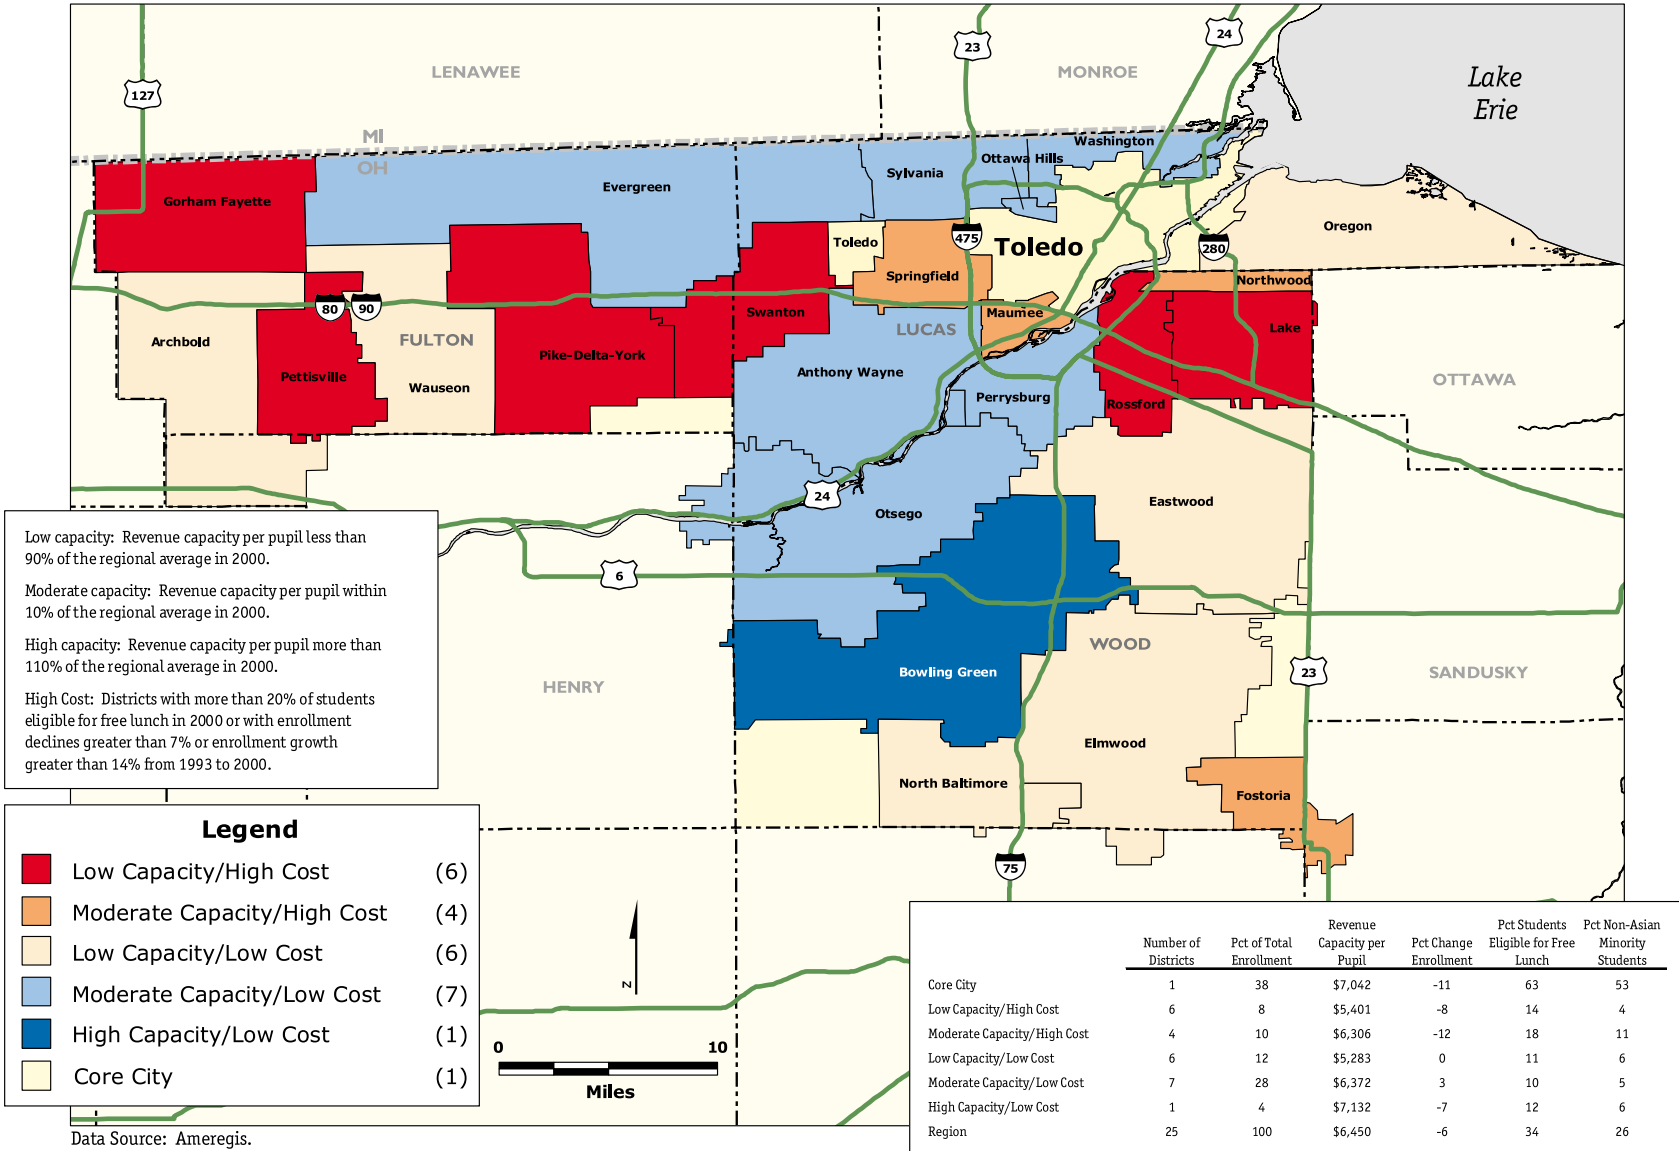 23
24
Lake
Erie
LENAWEE
MONROE
127
MI
OH
Washington
Ottawa Hills
Sylvania
Evergreen
Gorham Fayette
Oregon
Toledo
475
Toledo
280
Springfield
Northwood
80
90
Maumee
Swanton
LUCAS
Lake
Archbold
FULTON
Pike-Delta-York
Pettisville
Wauseon
Anthony Wayne
OTTAWA
Perrysburg
Rossford
24
Eastwood
Otsego
6
WOOD
Bowling Green
HENRY
23
SANDUSKY
Elmwood
North Baltimore
Fostoria
75
Low capacity: Revenue capacity per pupil less than
90% of the regional average in 2000.
Moderate capacity: Revenue capacity per pupil within
10% of the regional average in 2000.
High capacity: Revenue capacity per pupil more than
110% of the regional average in 2000.
High Cost: Districts with more than 20% of students
eligible for free lunch in 2000 or with enrollment
declines greater than 7% or enrollment growth
greater than 14% from 1993 to 2000.
Legend
Low Capacity/High Cost (6)
Moderate Capacity/High Cost (4)
Low Capacity/Low Cost (6)
Moderate Capacity/Low Cost (7)
High Capacity/Low Cost (1)
Core City (1)
N
0 10
Miles
Revenue Pct Students Pct Non-Asian
Number of Pct of Total Capacity per Pct Change Eligible for Free Minority
Districts Enrollment Pupil Enrollment Lunch Students
Core City 1 38 $7,042 -11 63 53
Low Capacity/High Cost 6 8 $5,401 -8 14 4
Moderate Capacity/High Cost 4 10 $6,306 -12 18 11
Low Capacity/Low Cost 6 12 $5,283 0 11 6
Moderate Capacity/Low Cost 7 28 $6,372 3 10 5
High Capacity/Low Cost 1 4 $7,132 -7 12 6
Region 25 100 $6,450 -6 34 26
Data Source: Ameregis.